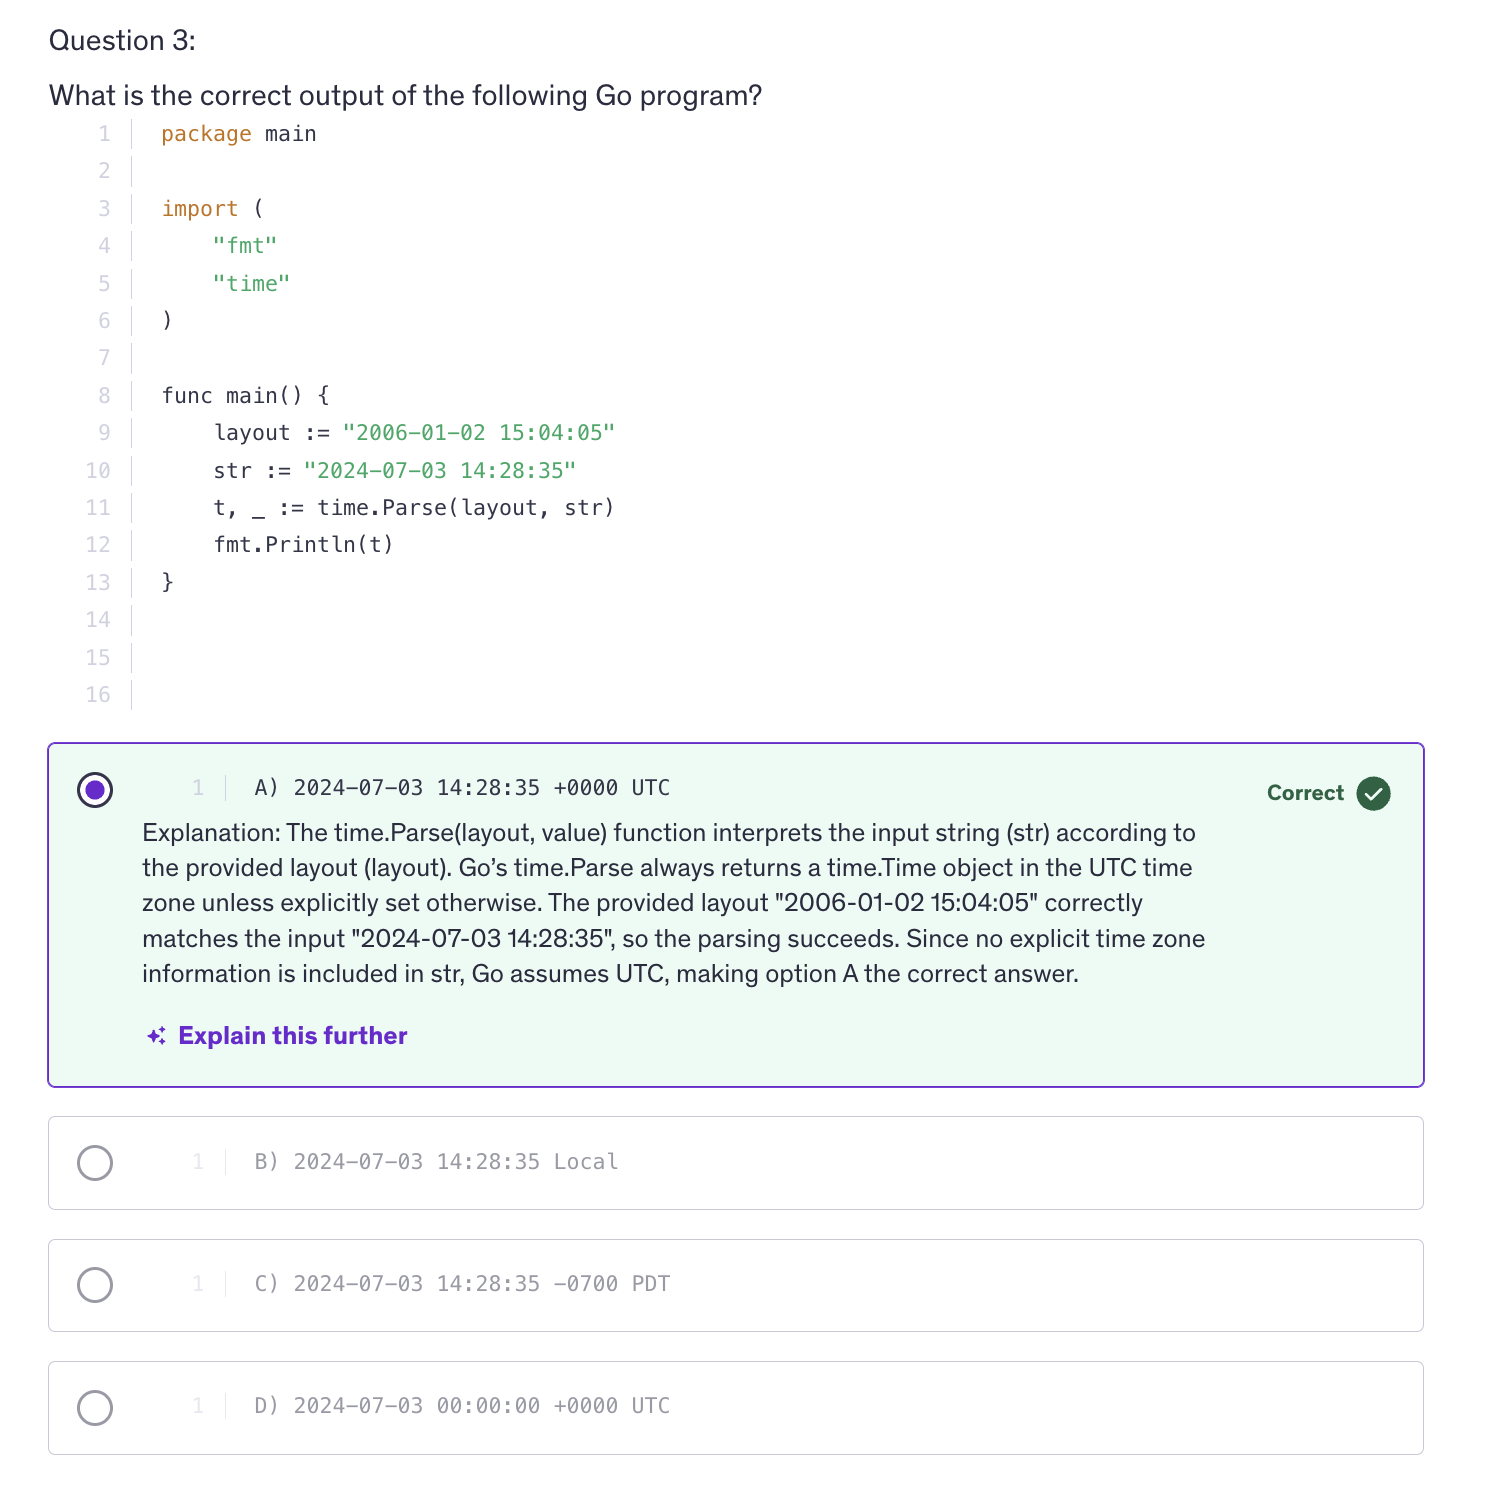 Question 3:
What is the correct output of the following Go program?
1 package main
2
3 import (
4     "fmt"
5     "time"
6 )
7
8 func main() {
9     layout := "2006-01-02 15:04:05"
10     str := "2024-07-03 14:28:35"
11     t, _ := time.Parse(layout, str)
12     fmt.Println(t)
13 }
14
15
16
1 A) 2024-07-03 14:28:35 +0000 UTC
Correct
Explanation: The time.Parse(layout, value) function interprets the input string (str) according to
the provided layout (layout). Go’s time.Parse always returns a time.Time object in the UTC time
zone unless explicitly set otherwise. The provided layout "2006-01-02 15:04:05" correctly
matches the input "2024-07-03 14:28:35", so the parsing succeeds. Since no explicit time zone
information is included in str, Go assumes UTC, making option A the correct answer.
Explain this further
1 B) 2024-07-03 14:28:35 Local
1 C) 2024-07-03 14:28:35 -0700 PDT
1 D) 2024-07-03 00:00:00 +0000 UTC